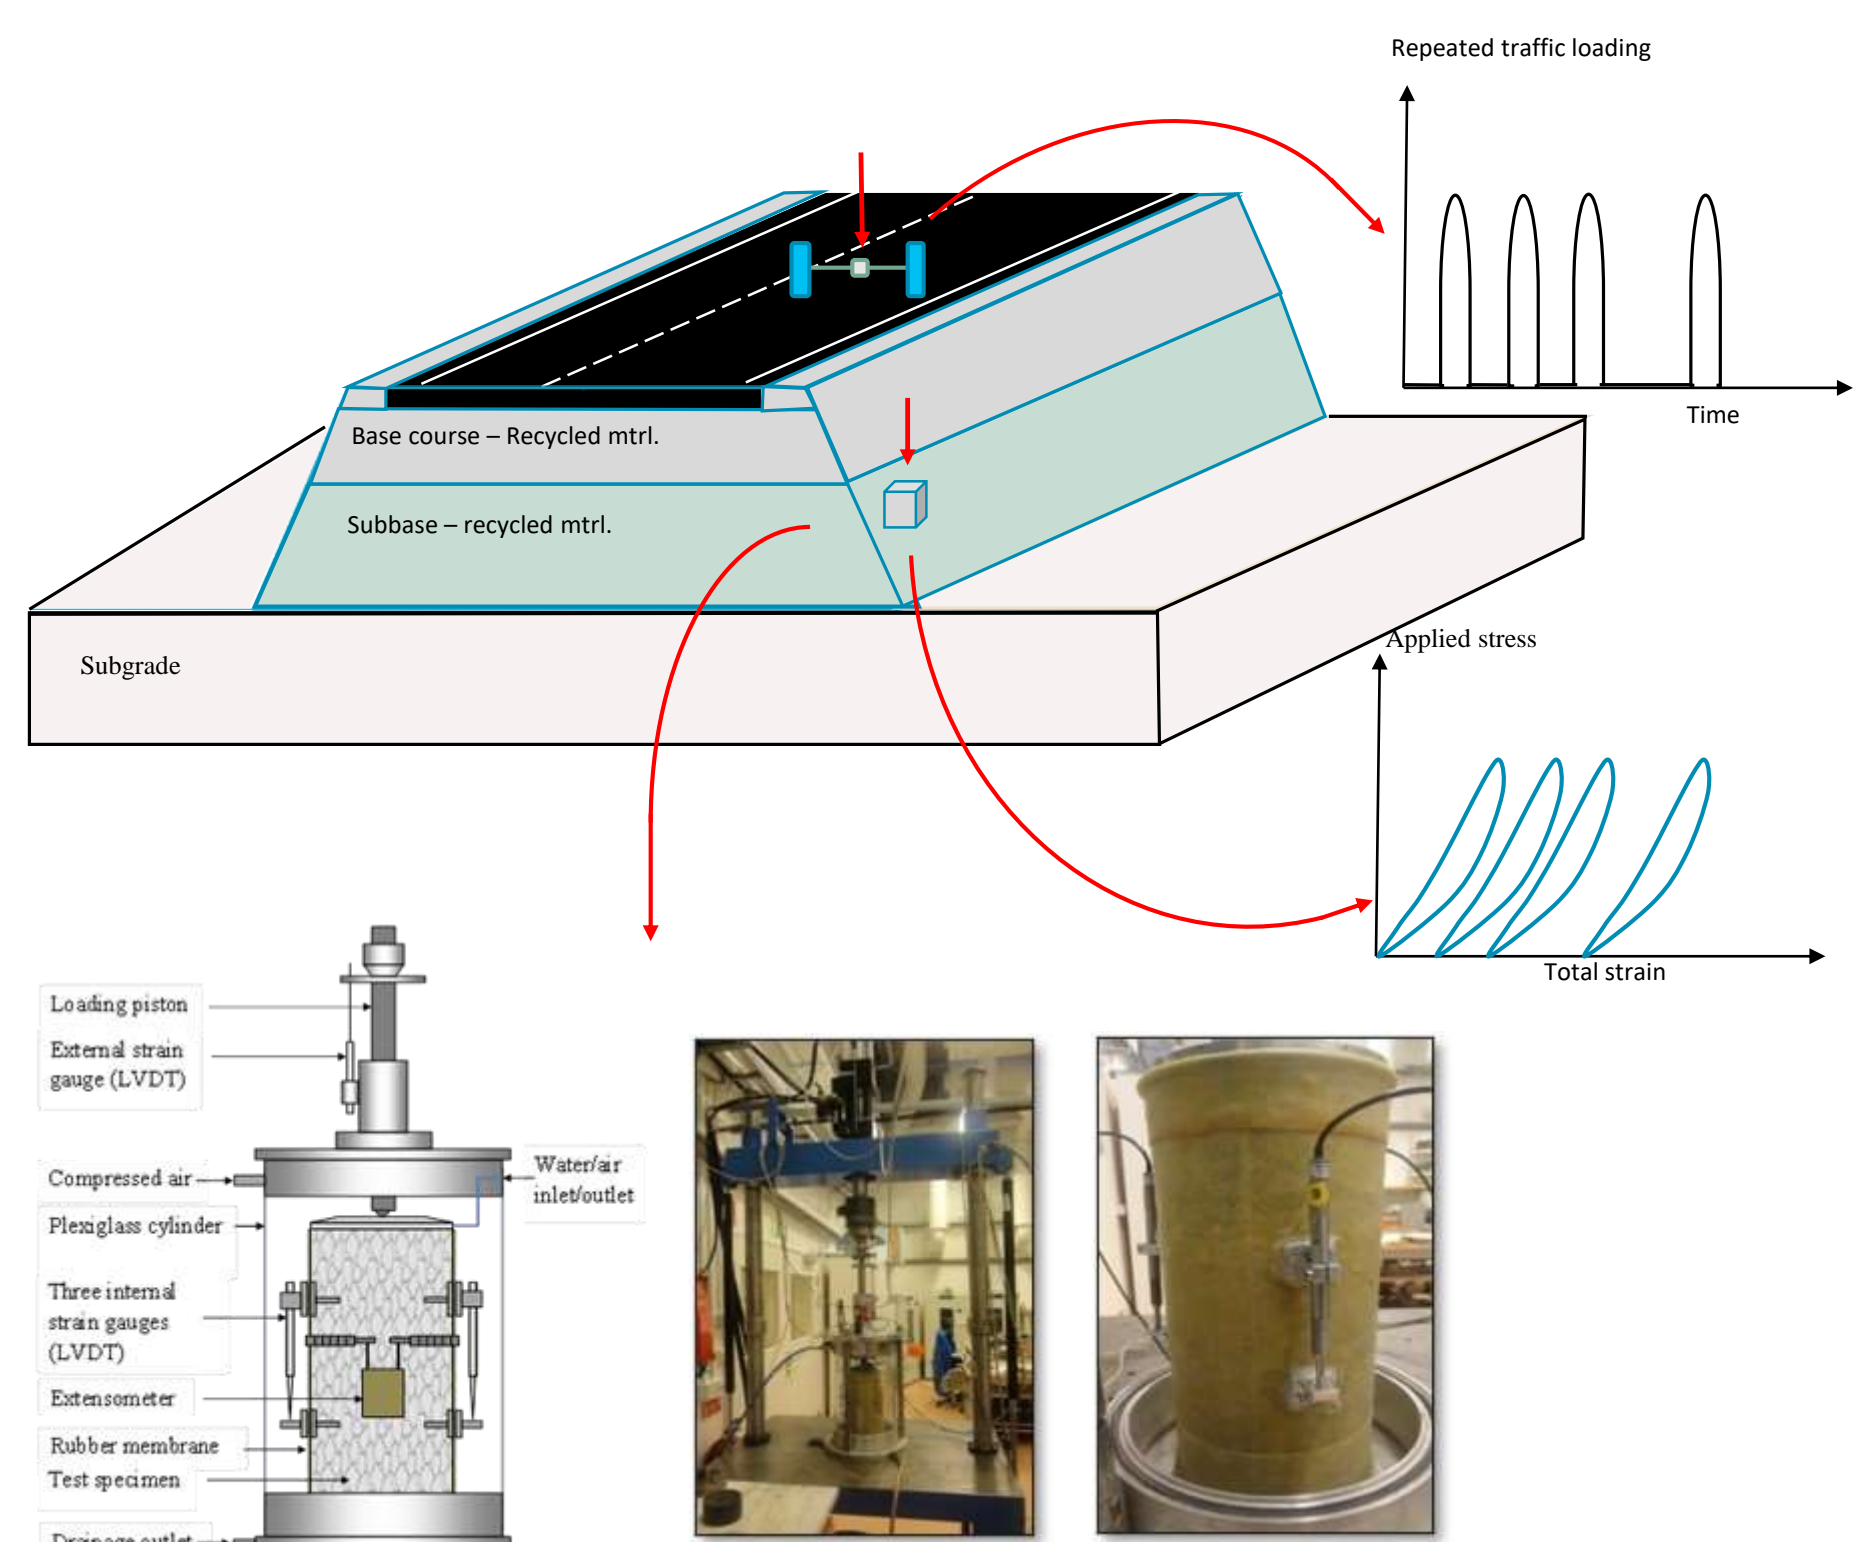 Repeated traffic loading
Time
Base course – Recycled mtrl.
Subbase – recycled mtrl.
Subgrade
Applied stress
Total strain
Loading piston
External strain
gauge (LVDT)
Compressed air
Water/air
inlet/outlet
Plexiglass cylinder
Three internal
strain gauges
(LVDT)
Extensometer
Rubber membrane
Test specimen
Drainage outlet